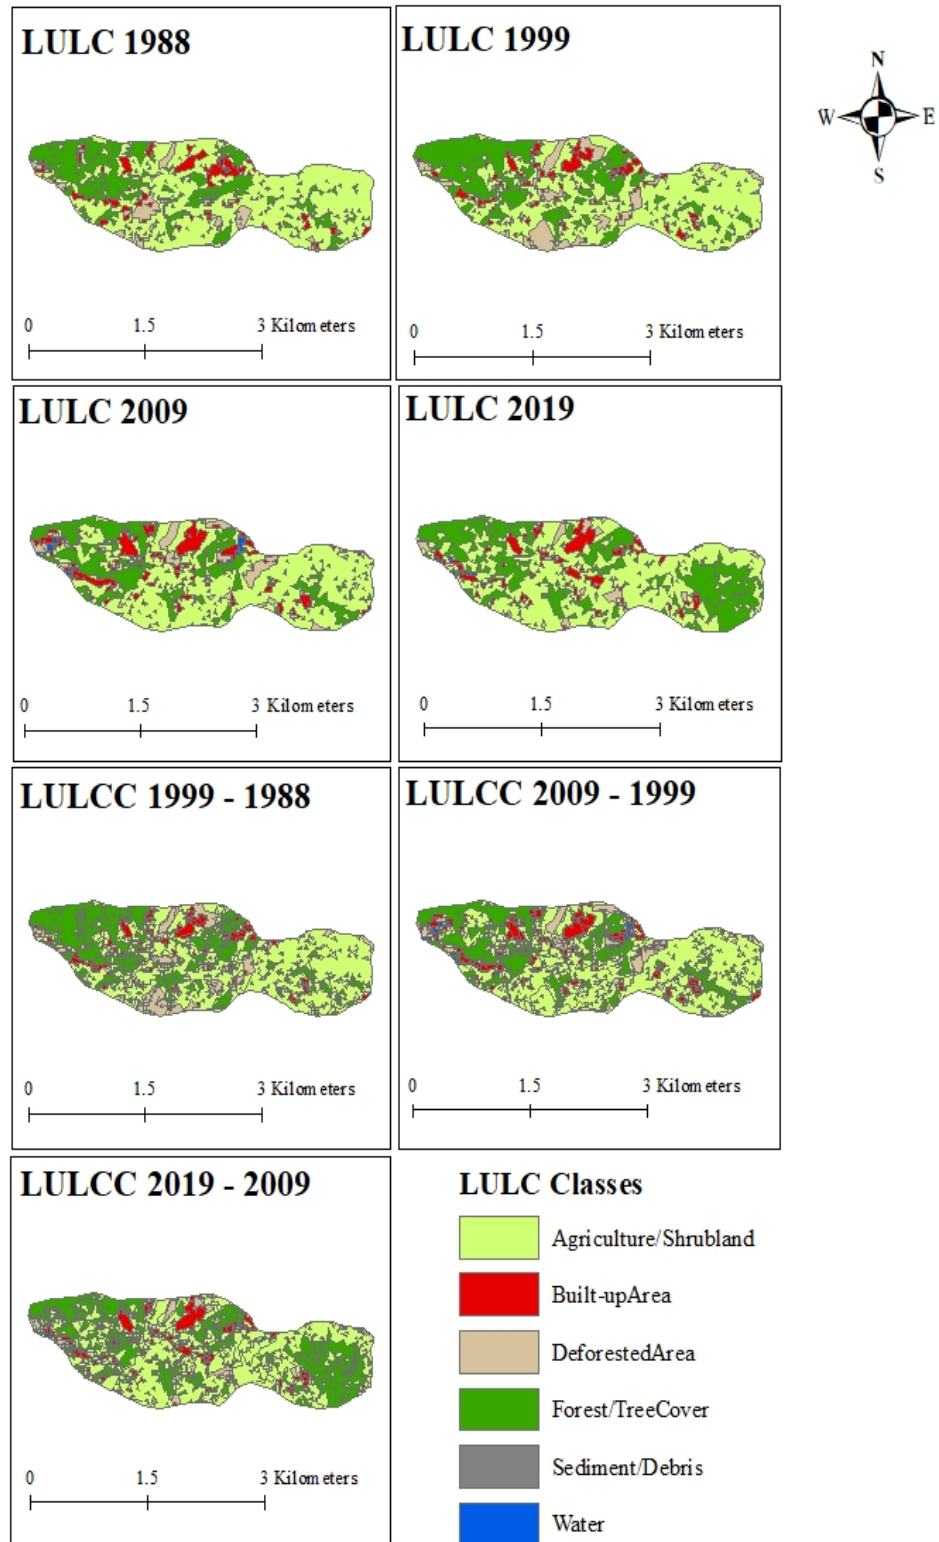 LULC 1988
LULC 1999
N
W E
S
0 1.5 3 Kilometers
0 1.5 3 Kilometers
LULC 2009
LULC 2019
0 1.5 3 Kilometers
0 1.5 3 Kilometers
LULCC 1999 - 1988
LULCC 2009 - 1999
0 1.5 3 Kilometers
0 1.5 3 Kilometers
LULCC 2019 - 2009
0 1.5 3 Kilometers
LULC Classes
Agriculture/Shrubland
Built-upArea
DeforestedArea
Forest/TreeCover
Sediment/Debris
Water